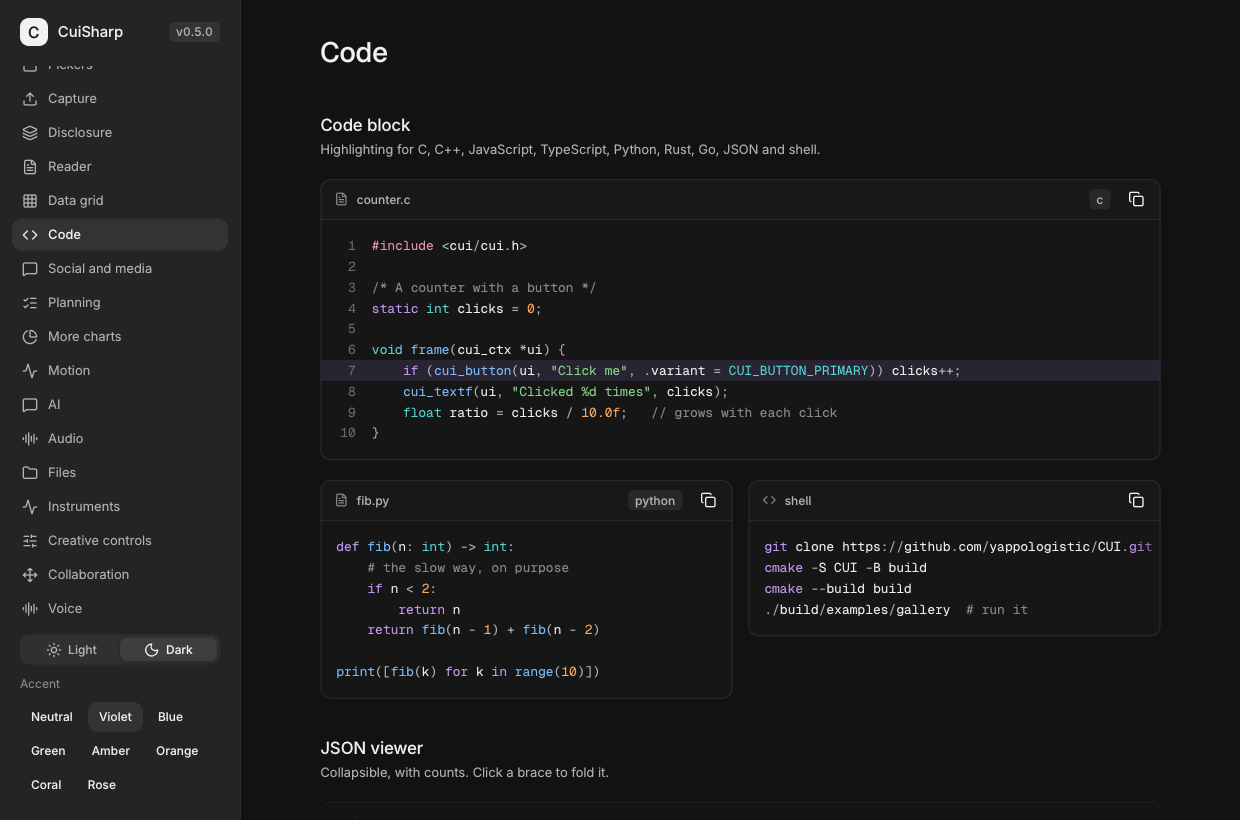 C CuiSharp v0.5.0
Pickers
Capture
Disclosure
Reader
Data grid
Code
Social and media
Planning
More charts
Motion
AI
Audio
Files
Instruments
Creative controls
Collaboration
Voice
Light Dark
Accent
Neutral Violet Blue
Green Amber Orange
Coral Rose
Code
Code block
Highlighting for C, C++, JavaScript, TypeScript, Python, Rust, Go, JSON and shell.
counter.c c
1 #include <cui/cui.h>
2
3 /* A counter with a button */
4 static int clicks = 0;
5
6 void frame(cui_ctx *ui) {
7     if (cui_button(ui, "Click me", .variant = CUI_BUTTON_PRIMARY)) clicks++;
8     cui_textf(ui, "Clicked %d times", clicks);
9     float ratio = clicks / 10.0f;   // grows with each click
10 }
fib.py python
def fib(n: int) -> int:
    # the slow way, on purpose
    if n < 2:
        return n
    return fib(n - 1) + fib(n - 2)
print([fib(k) for k in range(10)])
shell
git clone https://github.com/yappologistic/CUI.git
cmake -S CUI -B build
cmake --build build
./build/examples/gallery  # run it
JSON viewer
Collapsible, with counts. Click a brace to fold it.